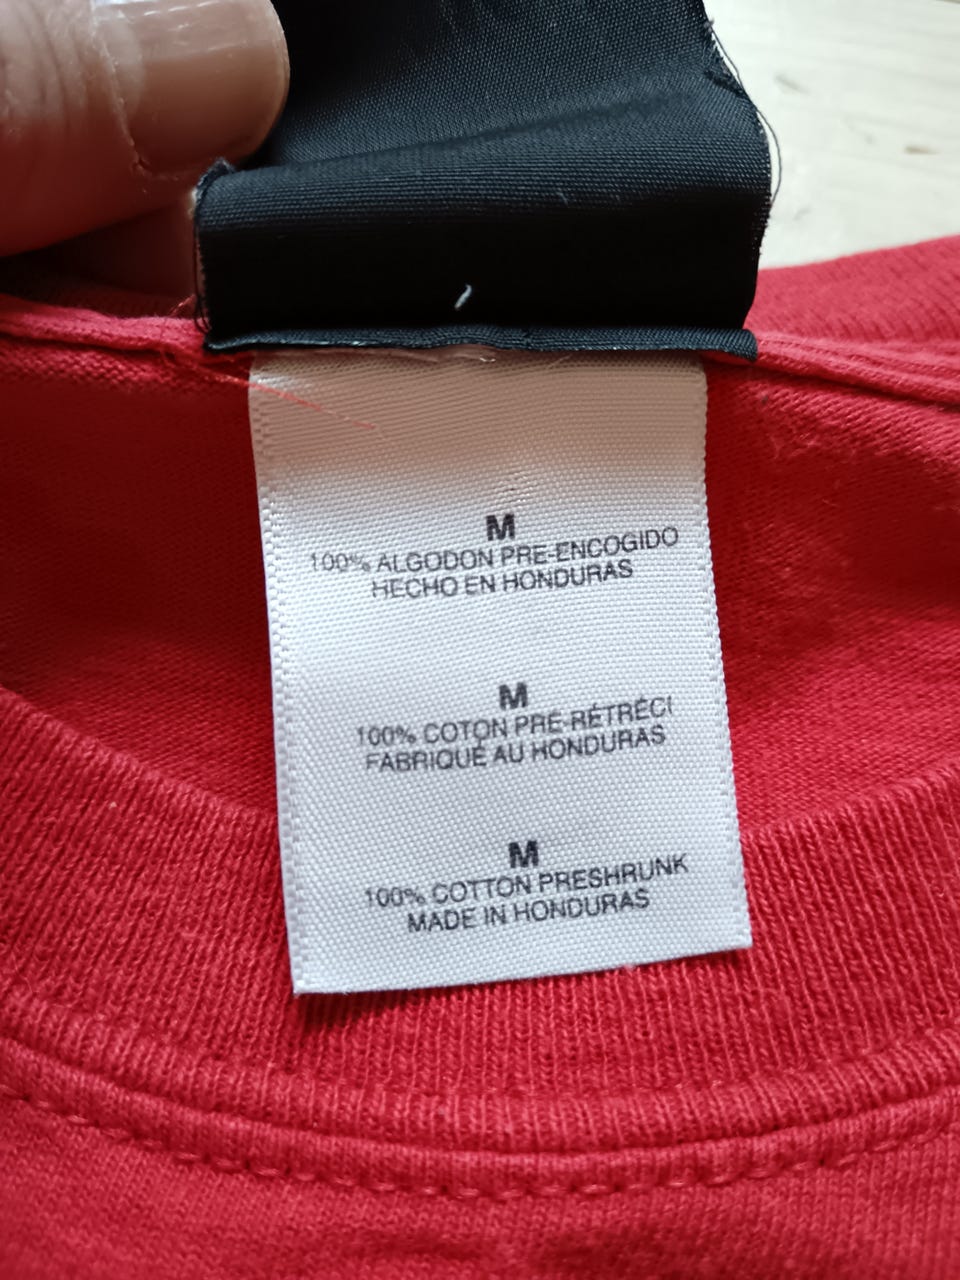 M
100% ALGODON PRE-ENCOGIDO
HECHO EN HONDURAS
M
100% COTON PRÉ-RÉTRÉCI
FABRIQUÉ AU HONDURAS
M
100% COTTON PRESHRUNK
MADE IN HONDURAS